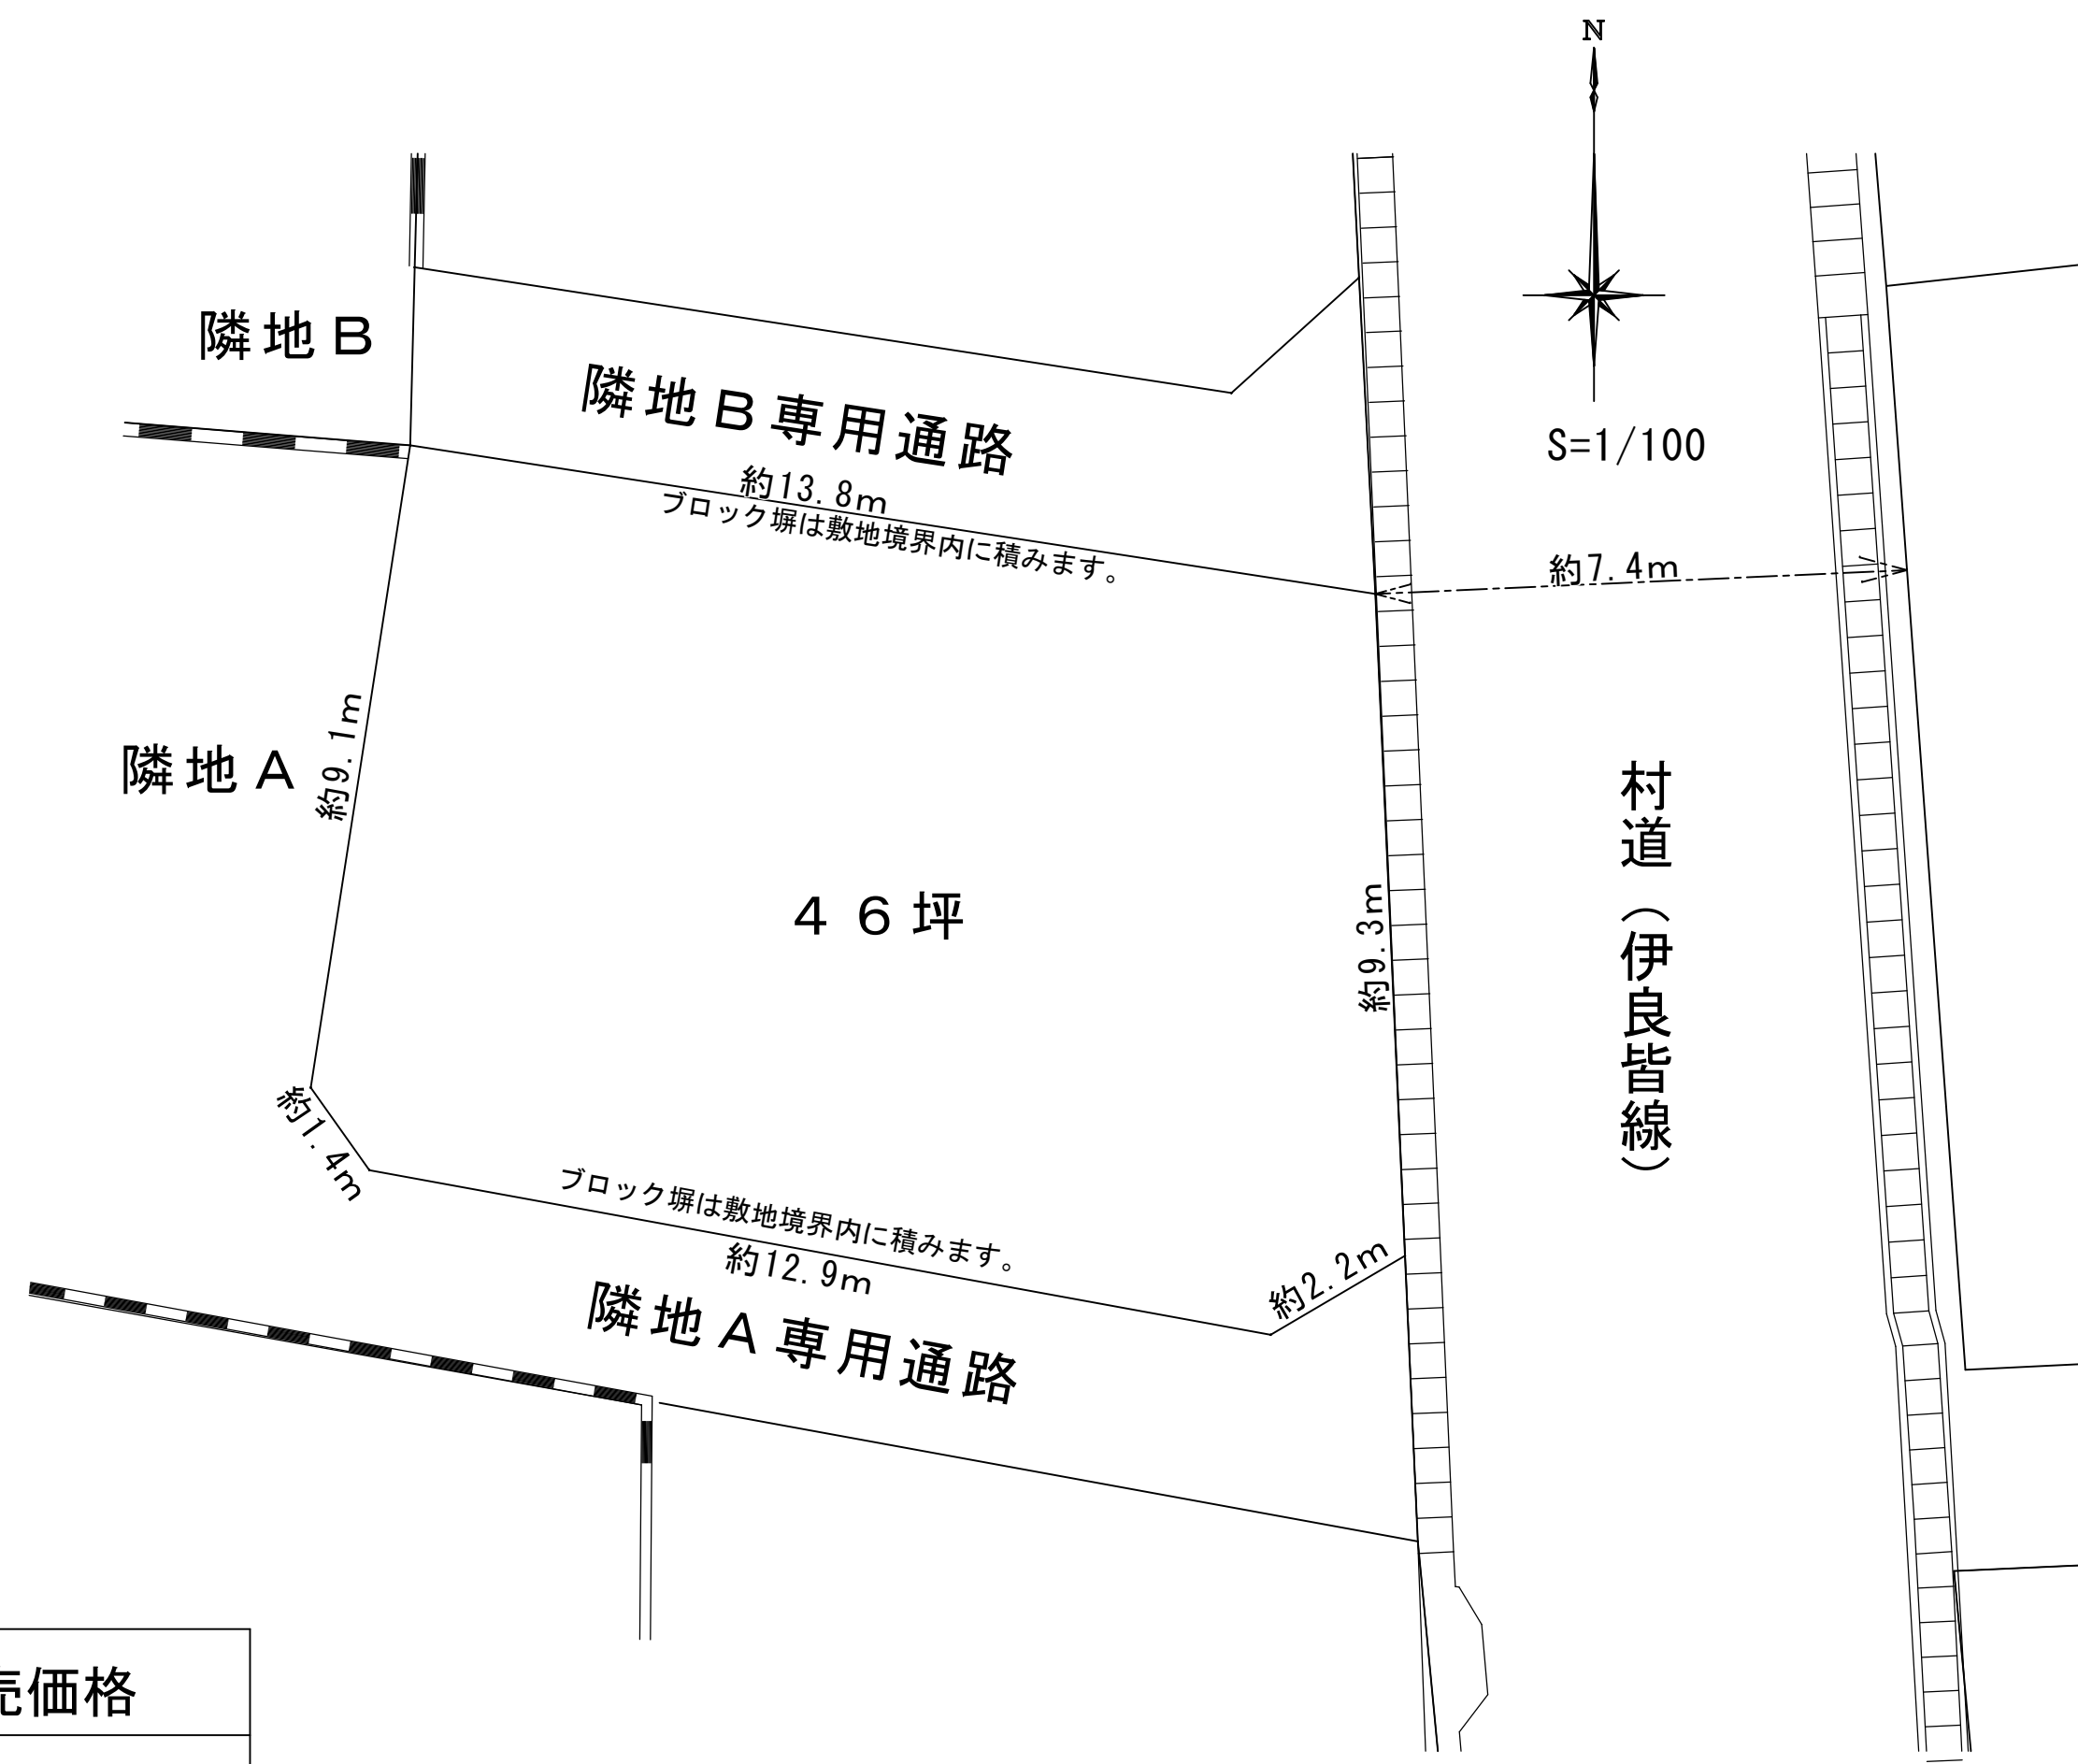 N
隣地Ｂ
隣地Ｂ専用通路
約13.8m
ブロック塀は敷地境界内に積みます。
S=1/100
約7.4m
隣地Ａ
約9.1m
４６坪
約9.3m
村道（伊良皆線）
約1.4m
ブロック塀は敷地境界内に積みます。
約12.9m
約2.2m
隣地Ａ専用通路
価格